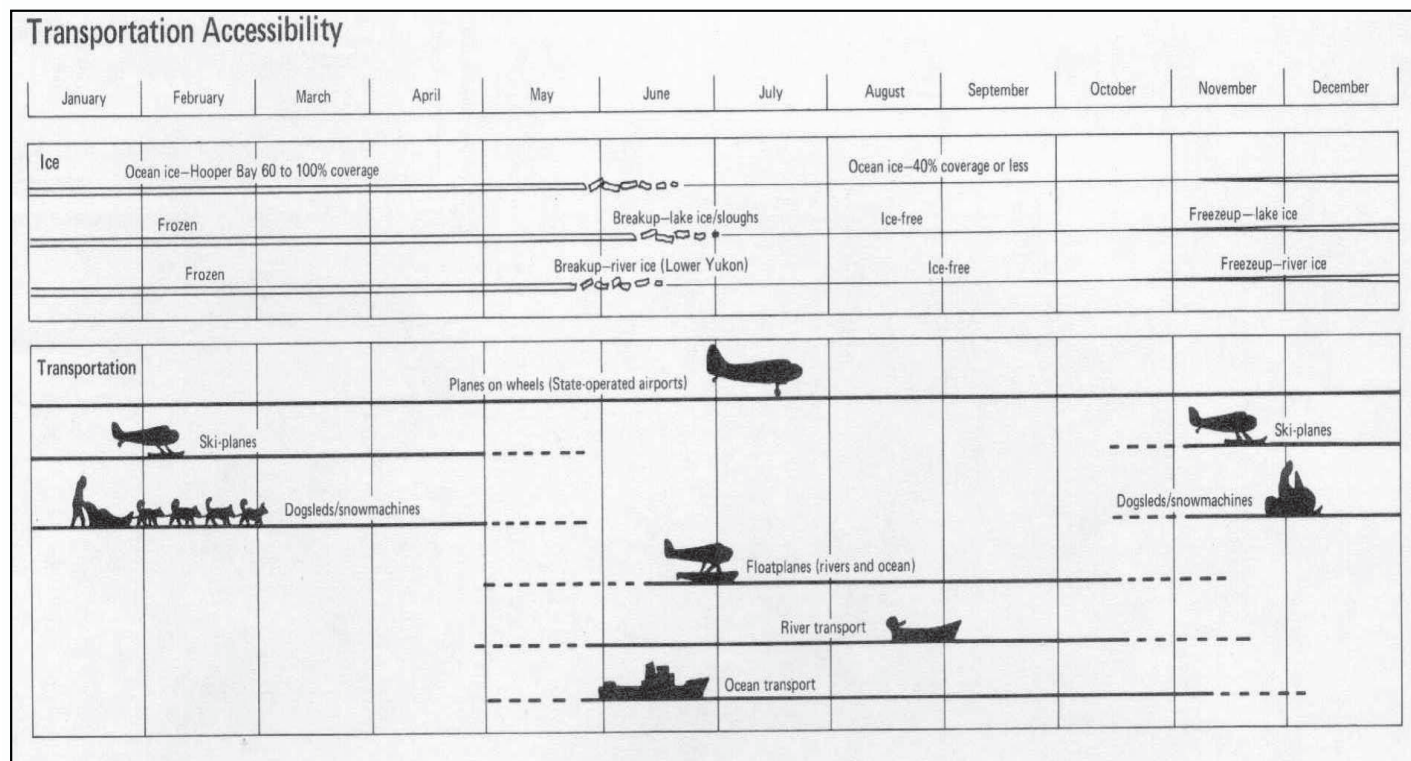 Transportation Accessibility
January February March April May June July August September October November December
Ice
Ocean ice—Hooper Bay 60 to 100% coverage
Ocean ice—40% coverage or less
Frozen
Breakup—lake ice/sloughs
Ice-free
Freezeup—lake ice
Frozen
Breakup—river ice (Lower Yukon)
Ice-free
Freezeup—river ice
Transportation
Planes on wheels (State-operated airports)
Ski-planes
Ski-planes
Dogsleds/snowmachines
Dogsleds/snowmachines
Floatplanes (rivers and ocean)
River transport
Ocean transport